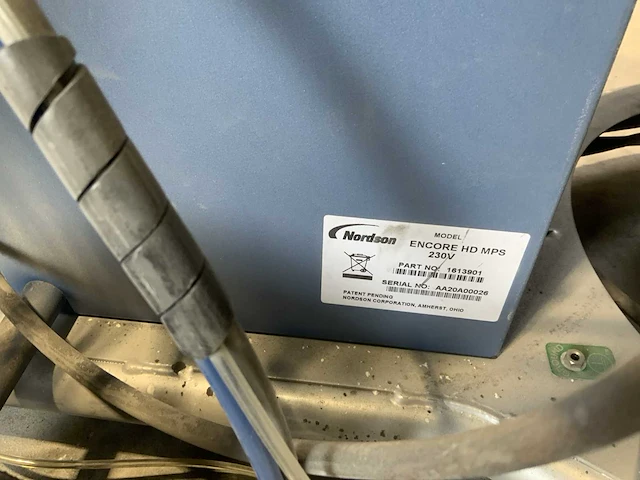 Nordson
MODEL
ENCORE HD MPS
230V
PART NO: 1613901
SERIAL NO: AA20A00026
PATENT PENDING
NORDSON CORPORATION, AMHERST, OHIO